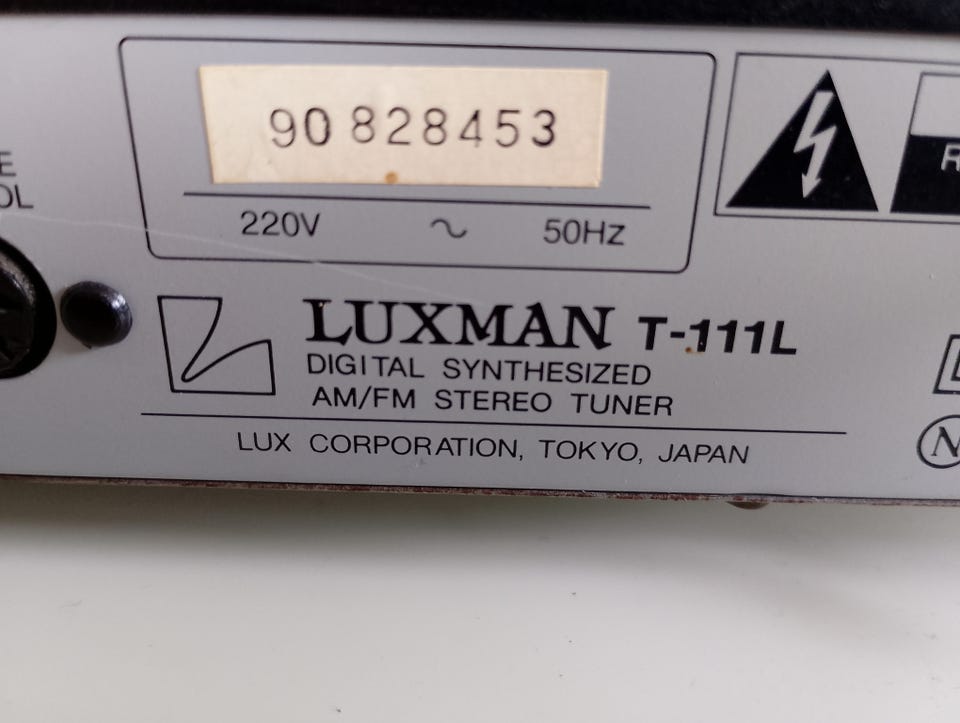 90 828453
220V ~ 50Hz
LUXMAN T-111L
DIGITAL SYNTHESIZED
AM/FM STEREO TUNER
LUX CORPORATION, TOKYO, JAPAN